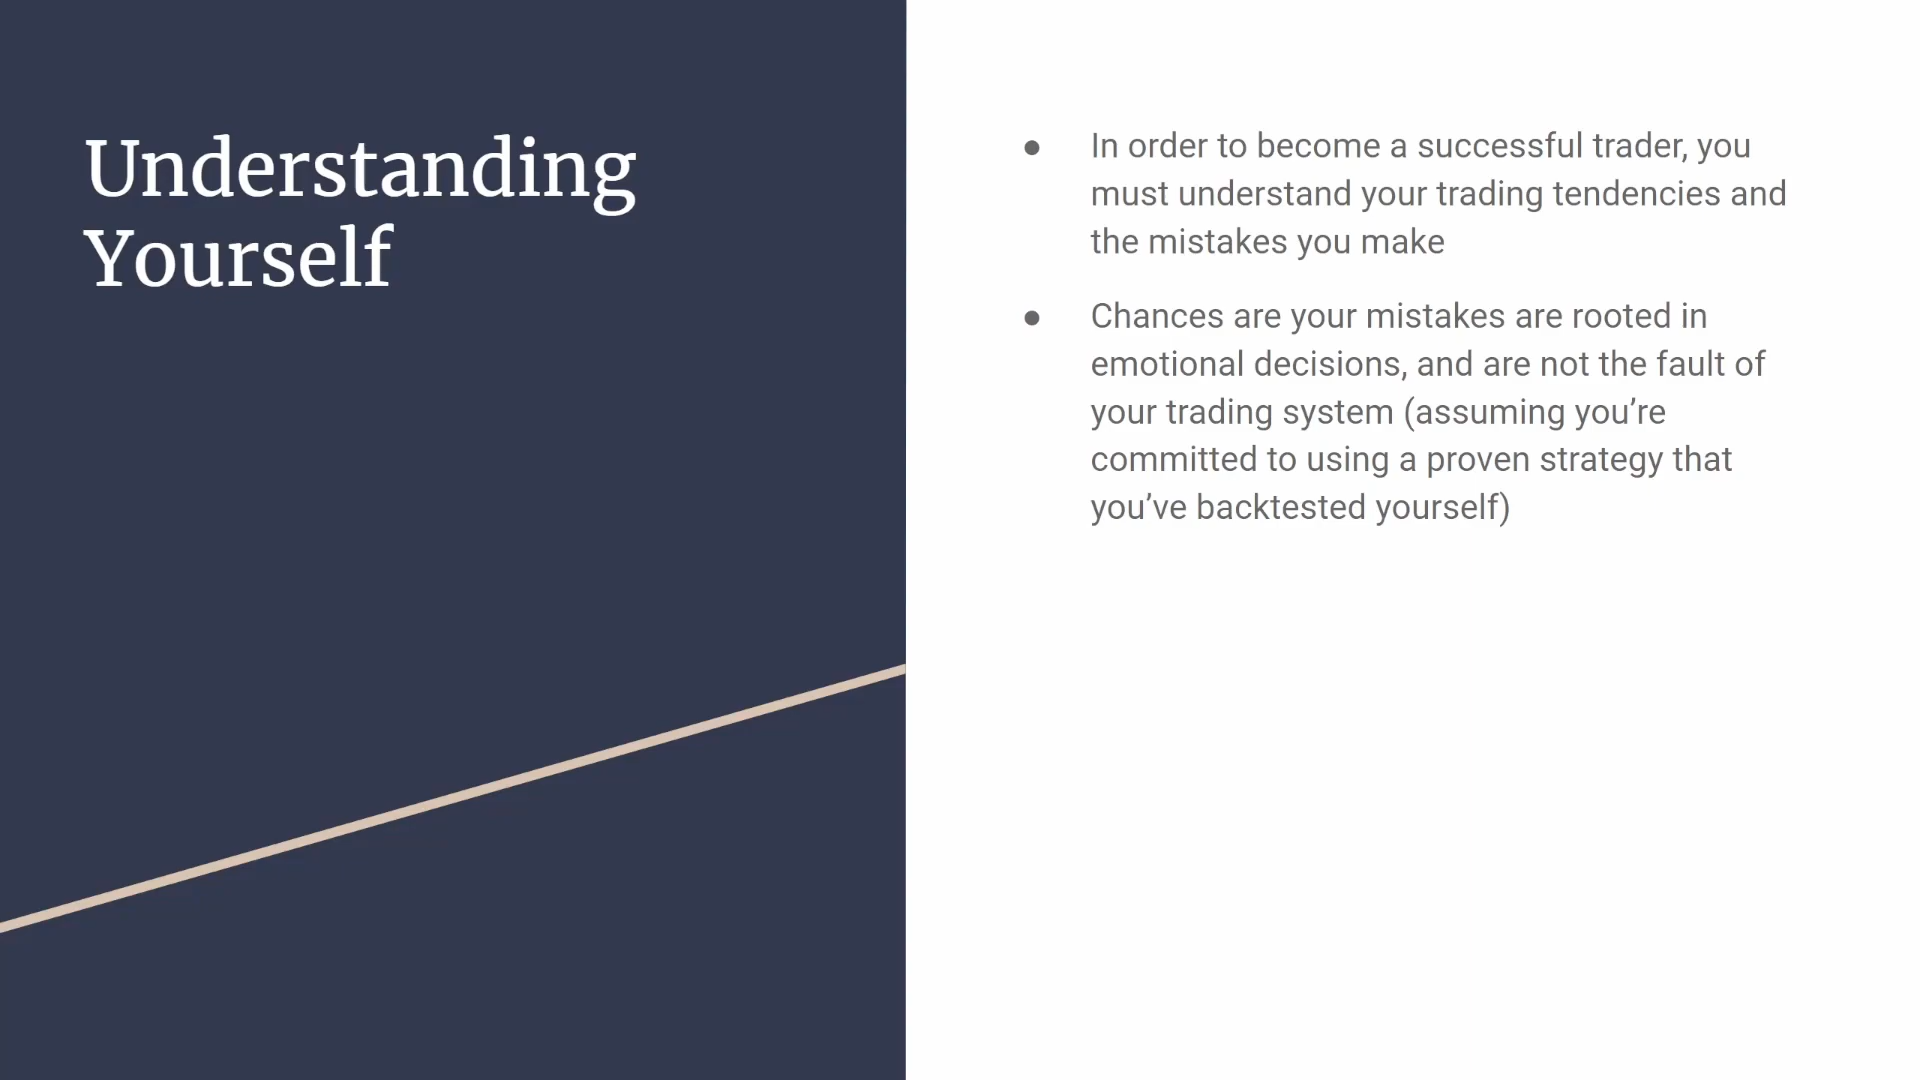 Understanding
Yourself
● In order to become a successful trader, you
must understand your trading tendencies and
the mistakes you make
● Chances are your mistakes are rooted in
emotional decisions, and are not the fault of
your trading system (assuming you’re
committed to using a proven strategy that
you’ve backtested yourself)